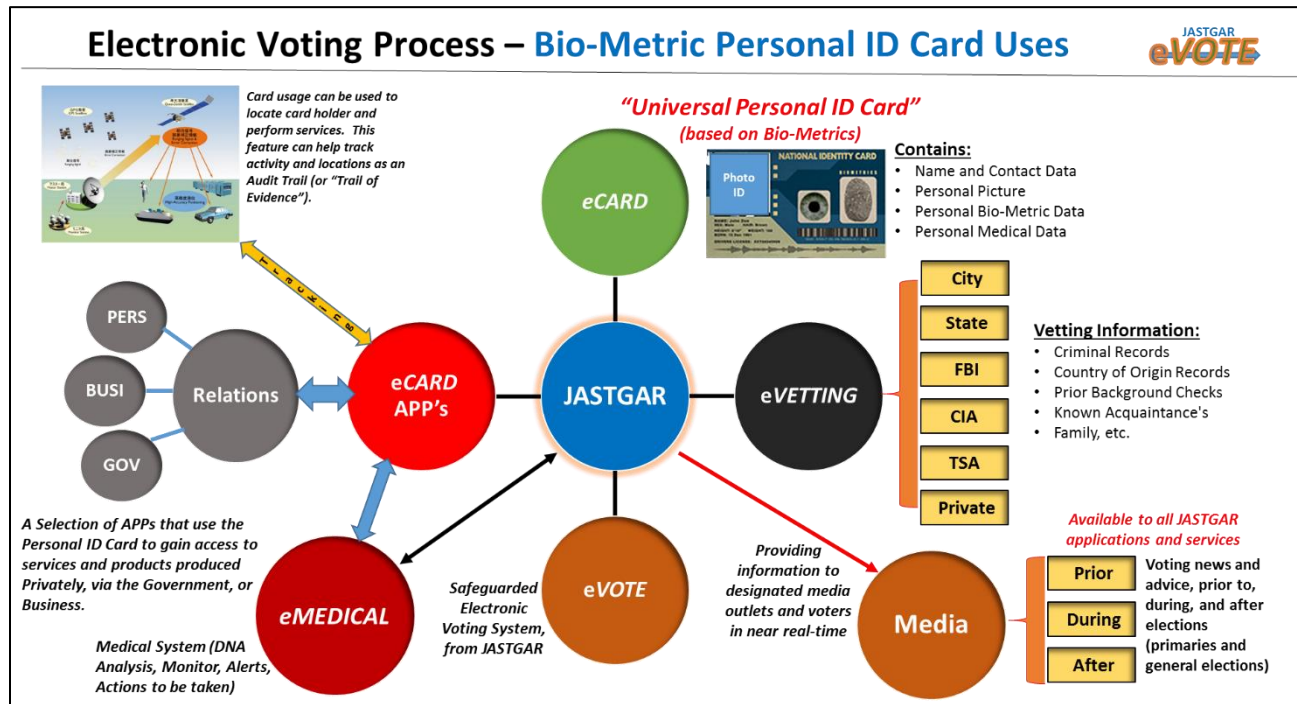 Electronic Voting Process – Bio-Metric Personal ID Card Uses
JASTGAR
eVOTE
Card usage can be used to
locate card holder and
perform services. This
feature can help track
activity and locations as an
Audit Trail (or “Trail of
Evidence”).
“Universal Personal ID Card”
(based on Bio-Metrics)
Photo
ID
NATIONAL IDENTITY CARD
BIOMETRICS
Contains:
• Name and Contact Data
• Personal Picture
• Personal Bio-Metric Data
• Personal Medical Data
eCARD
Tracking
PERS
BUSI
GOV
Relations
eCARD
APP's
JASTGAR
eVETTING
City
State
FBI
CIA
TSA
Private
Vetting Information:
• Criminal Records
• Country of Origin Records
• Prior Background Checks
• Known Acquaintance's
• Family, etc.
A Selection of APPs that use the
Personal ID Card to gain access to
services and products produced
Privately, via the Government, or
Business.
eMEDICAL
Medical System (DNA
Analysis, Monitor, Alerts,
Actions to be taken)
Safeguarded
Electronic
Voting System,
from JASTGAR
eVOTE
Providing
information to
designated media
outlets and voters
in near real-time
Media
Available to all JASTGAR
applications and services
Prior
During
After
Voting news and
advice, prior to,
during, and after
elections
(primaries and
general elections)